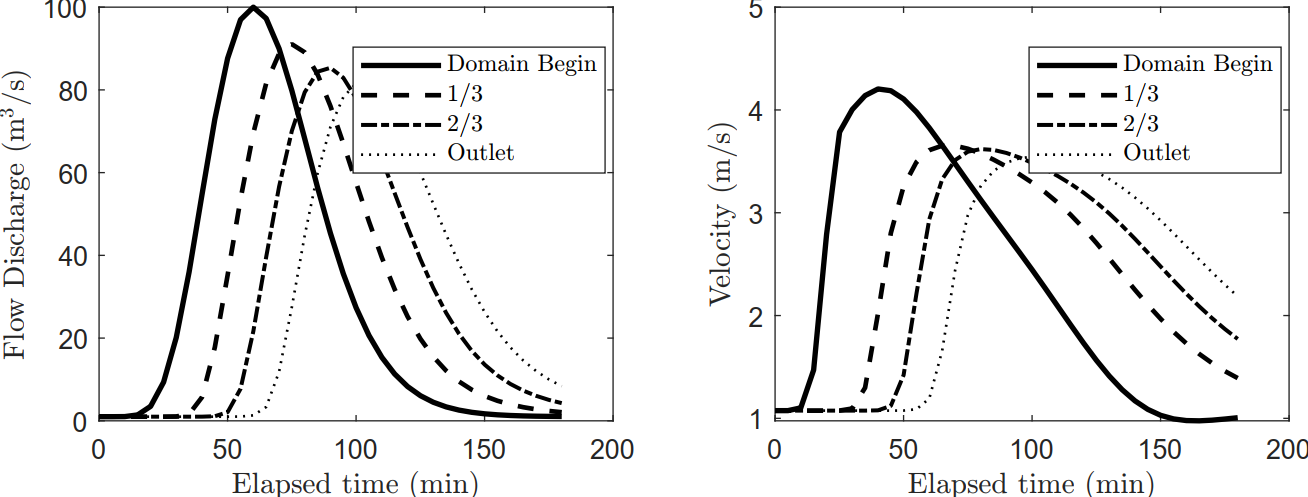 100
80
60
40
20
0
0 50 100 150 200
Flow Discharge (m³/s)
Elapsed time (min)
Domain Begin
1/3
2/3
Outlet
5
4
3
2
1
0 50 100 150 200
Velocity (m/s)
Elapsed time (min)
Domain Begin
1/3
2/3
Outlet